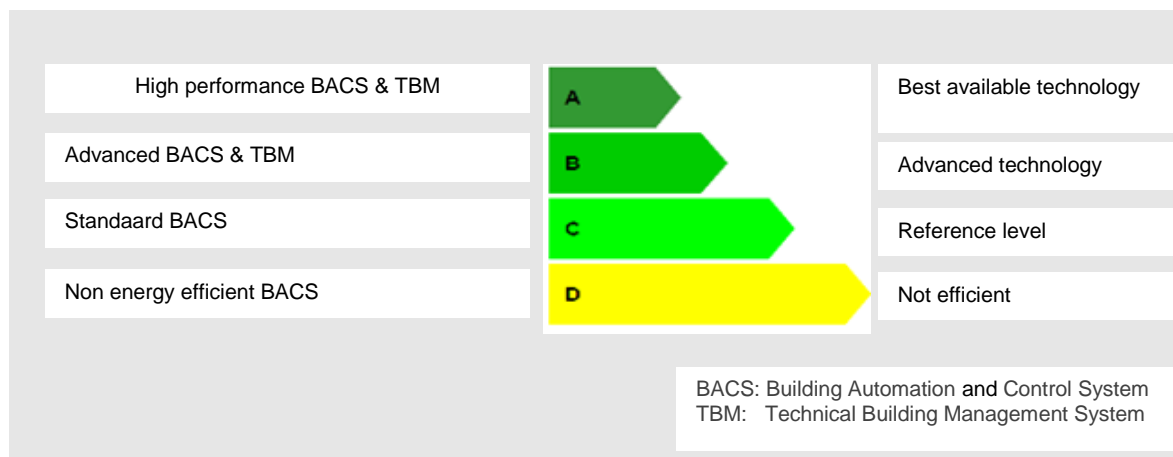 High performance BACS & TBM
A
Best available technology
Advanced BACS & TBM
B
Advanced technology
Standaard BACS
C
Reference level
Non energy efficient BACS
D
Not efficient
BACS: Building Automation and Control System
TBM: Technical Building Management System